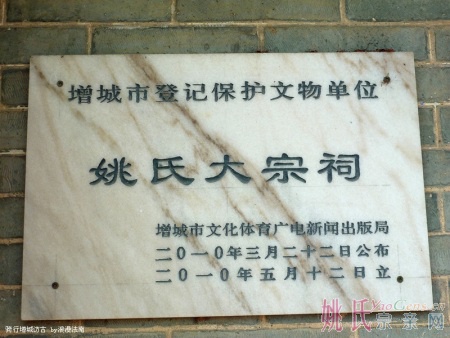 增城市登记保护文物单位
姚氏大宗祠
增城市文化体育广电新闻出版局
二〇一〇年三月二十二日公布
二〇一〇年五月十二日立
姚氏宗亲网